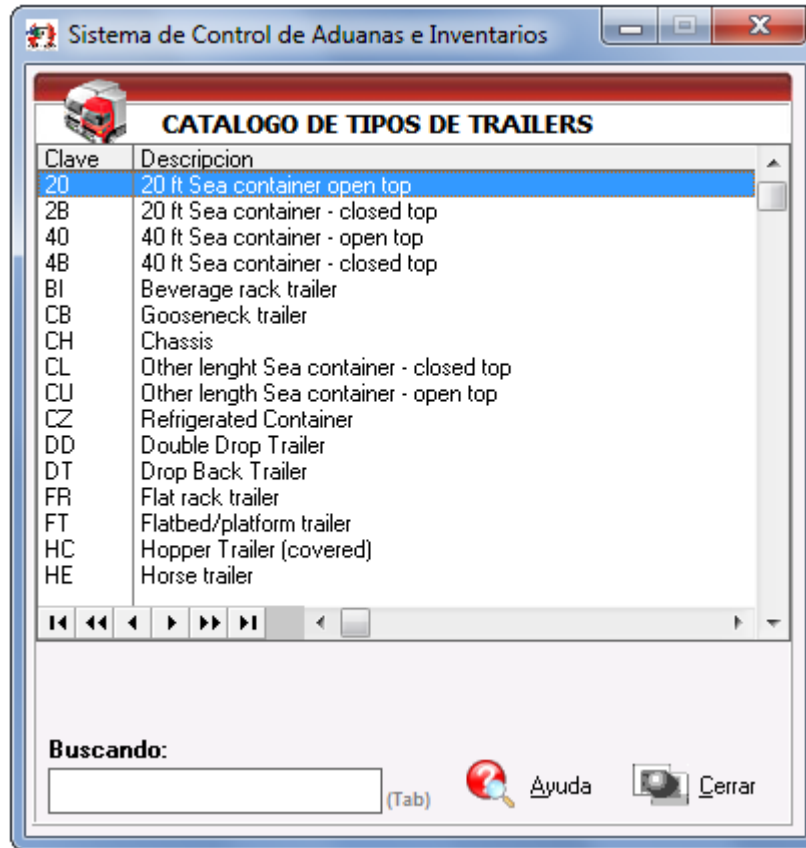 Sistema de Control de Aduanas e Inventarios
CATALOGO DE TIPOS DE TRAILERS
Clave Descripcion
20 20 ft Sea container open top
2B 20 ft Sea container - closed top
40 40 ft Sea container - open top
4B 40 ft Sea container - closed top
BI Beverage rack trailer
CB Gooseneck trailer
CH Chassis
CL Other lenght Sea container - closed top
CU Other length Sea container - open top
CZ Refrigerated Container
DD Double Drop Trailer
DT Drop Back Trailer
FR Flat rack trailer
FT Flatbed/platform trailer
HC Hopper Trailer (covered)
HE Horse trailer
Buscando:
(Tab) Ayuda Cerrar